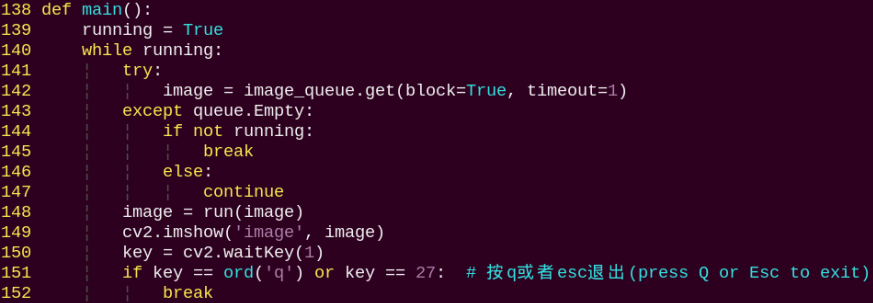 138 def main():
139     running = True
140     while running:
141         try:
142             image = image_queue.get(block=True, timeout=1)
143         except queue.Empty:
144             if not running:
145                 break
146             else:
147                 continue
148         image = run(image)
149         cv2.imshow('image', image)
150         key = cv2.waitKey(1)
151         if key == ord('q') or key == 27:  # 按q或者esc退出(press Q or Esc to exit)
152             break